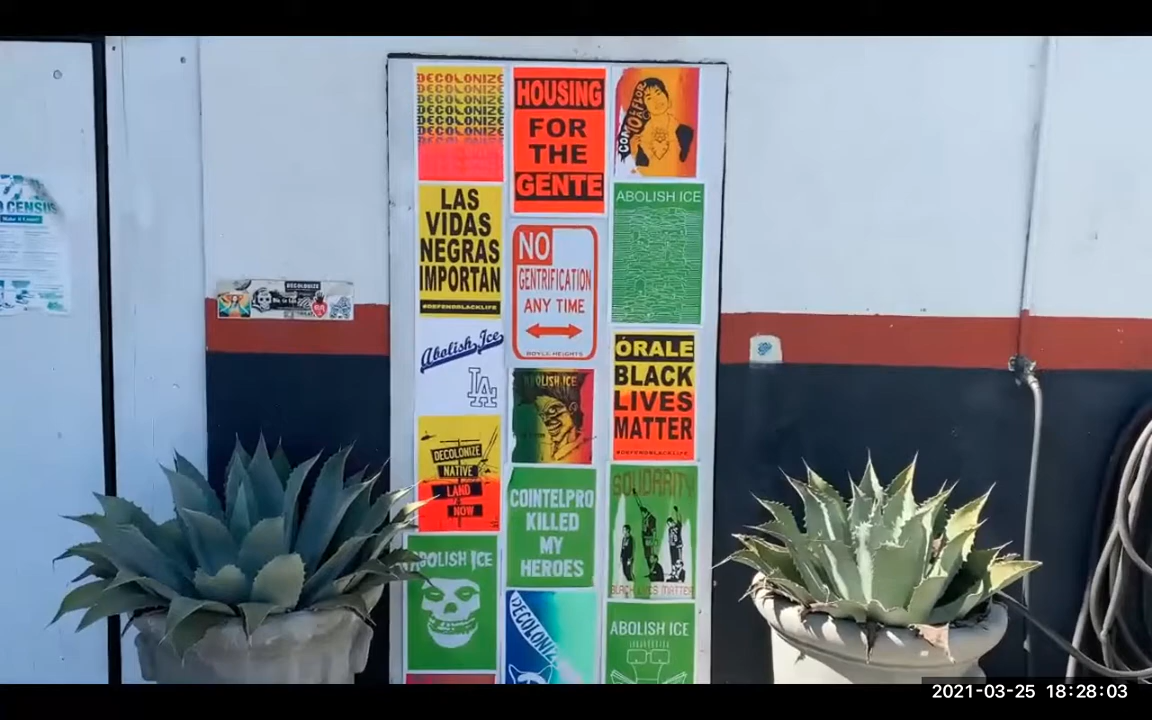 DECOLONIZE
DECOLONIZE
DECOLONIZE
DECOLONIZE
DECOLONIZE
HOUSING
FOR
THE
GENTE
COMO LA FLOR
LAS
VIDAS
NEGRAS
IMPORTAN
#DEFENDBLACKLIFE
NO
GENTRIFICATION
ANY TIME
BOYLE HEIGHTS
ABOLISH ICE
CENSUS
DECOLONIZE
Abolish Ice
LA
ABOLISH ICE
ÓRALE
BLACK
LIVES
MATTER
#DEFENDBLACKLIFE
DECOLONIZE
NATIVE
LAND
NOW
COINTELPRO
KILLED
MY
HEROES
SOLIDARITY
BLACK LIVES MATTER
ABOLISH ICE
DECOLONIZE
ABOLISH ICE
2021-03-25 18:28:03